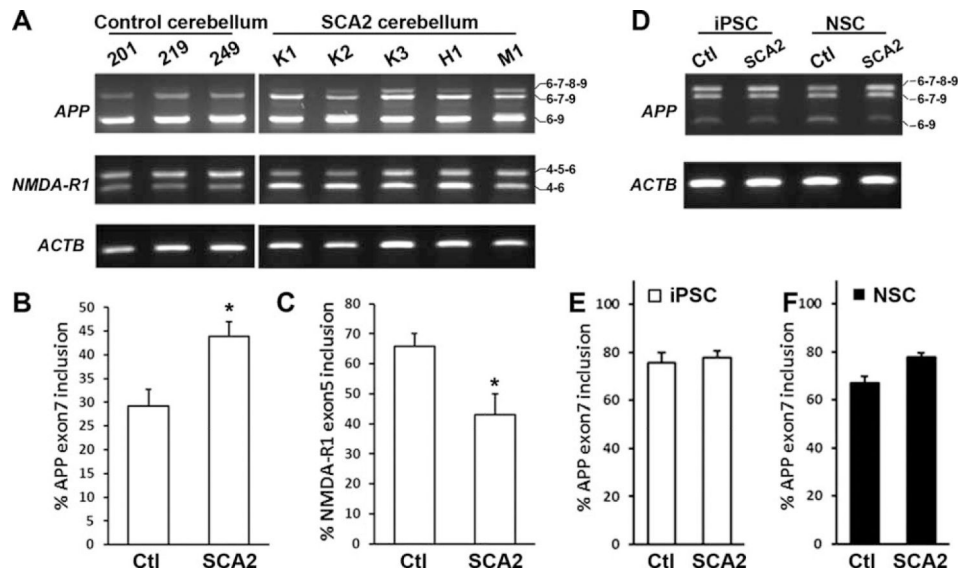 A
Control cerebellum
SCA2 cerebellum
201 219 249 K1 K2 K3 H1 M1
APP
6-7-8-9
6-7-9
6-9
NMDA-R1
4-5-6
4-6
ACTB
D
iPSC NSC
Ctl SCA2 Ctl SCA2
APP
6-7-8-9
6-7-9
6-9
ACTB
B
% APP exon7 inclusion
50
45
40
35
30
25
20
15
10
5
0
*
Ctl SCA2
C
% NMDA-R1 exon5 inclusion
80
70
60
50
40
30
20
10
0
*
Ctl SCA2
E
iPSC
% APP exon7 inclusion
100
80
60
40
20
0
Ctl SCA2
F
NSC
% APP exon7 inclusion
100
80
60
40
20
0
Ctl SCA2